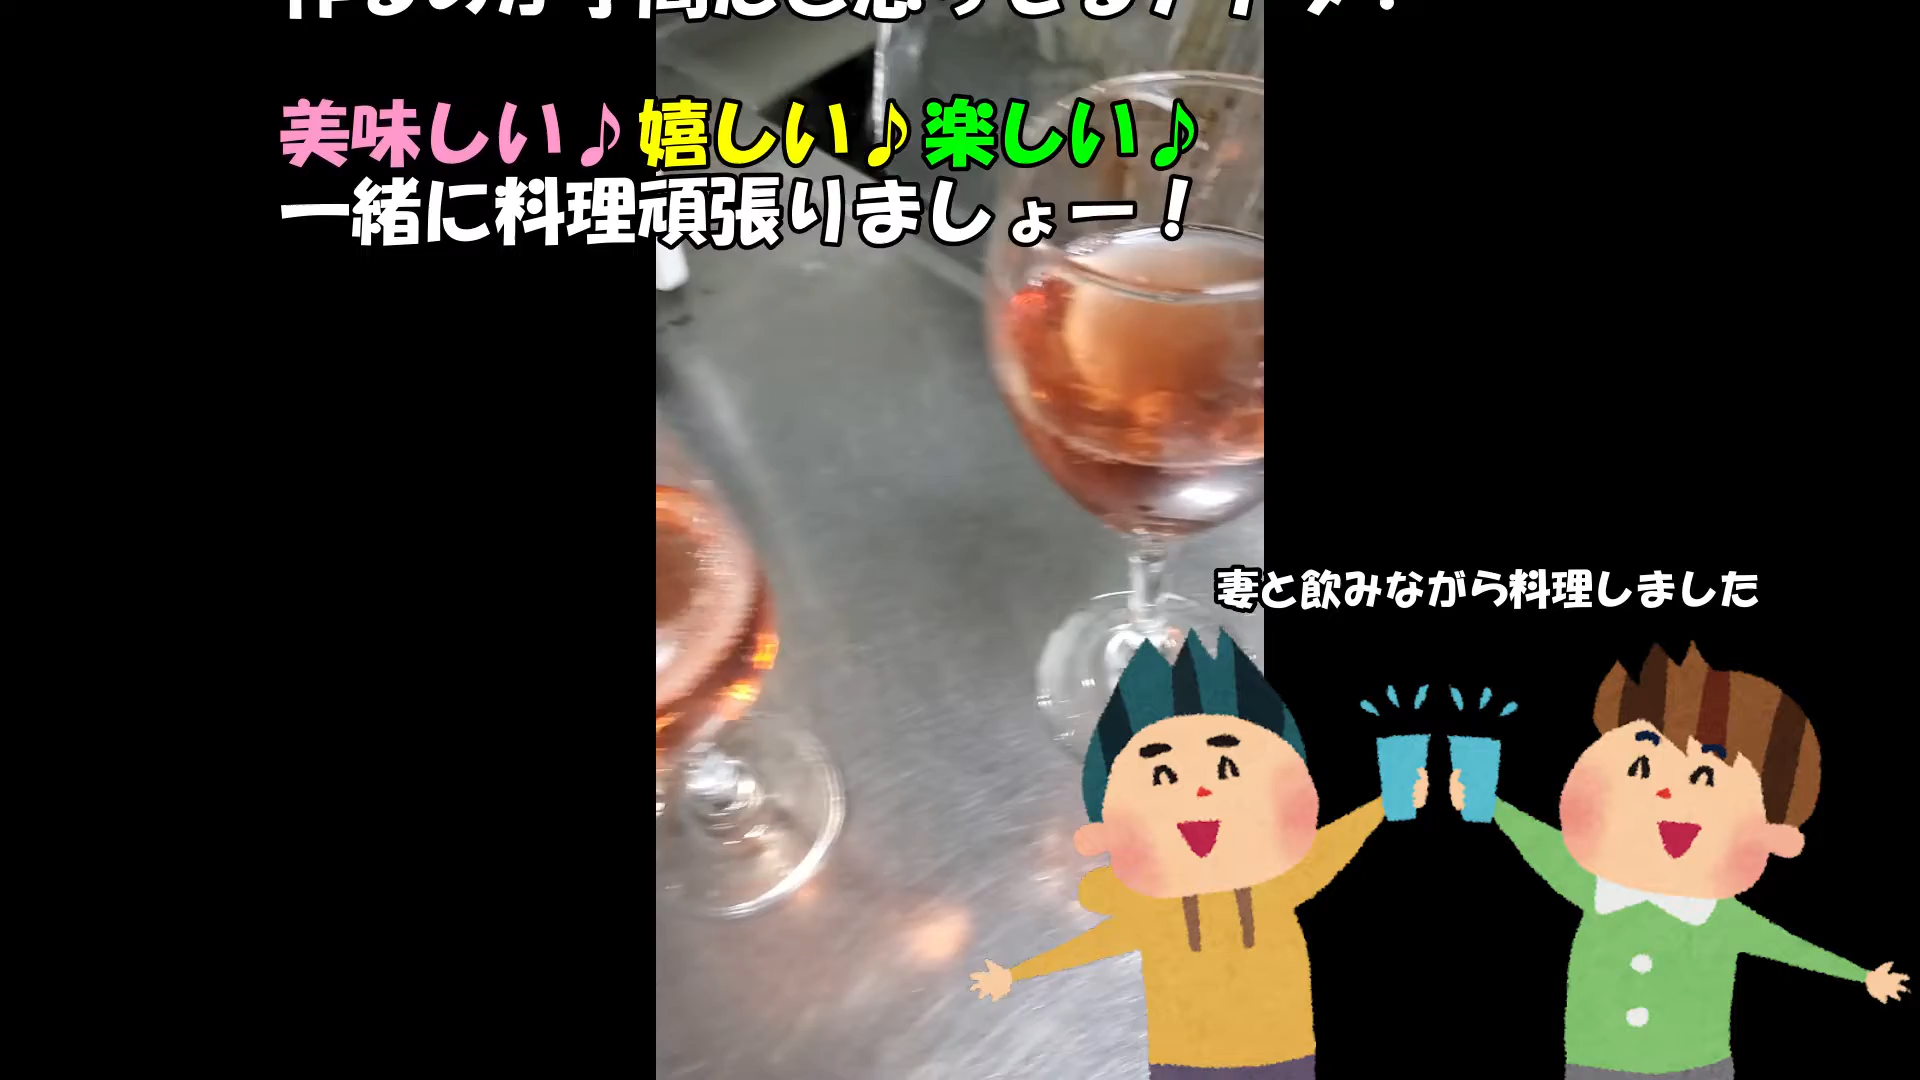 美味しい♪嬉しい♪楽しい♪
一緒に料理頑張りましょー！
妻と飲みながら料理しました